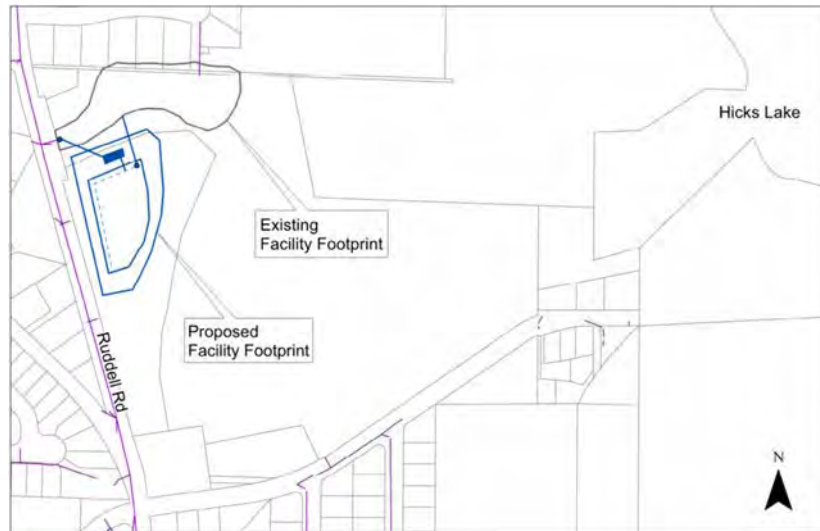 Hicks Lake
Existing
Facility Footprint
Proposed
Facility Footprint
Ruddell Rd
N